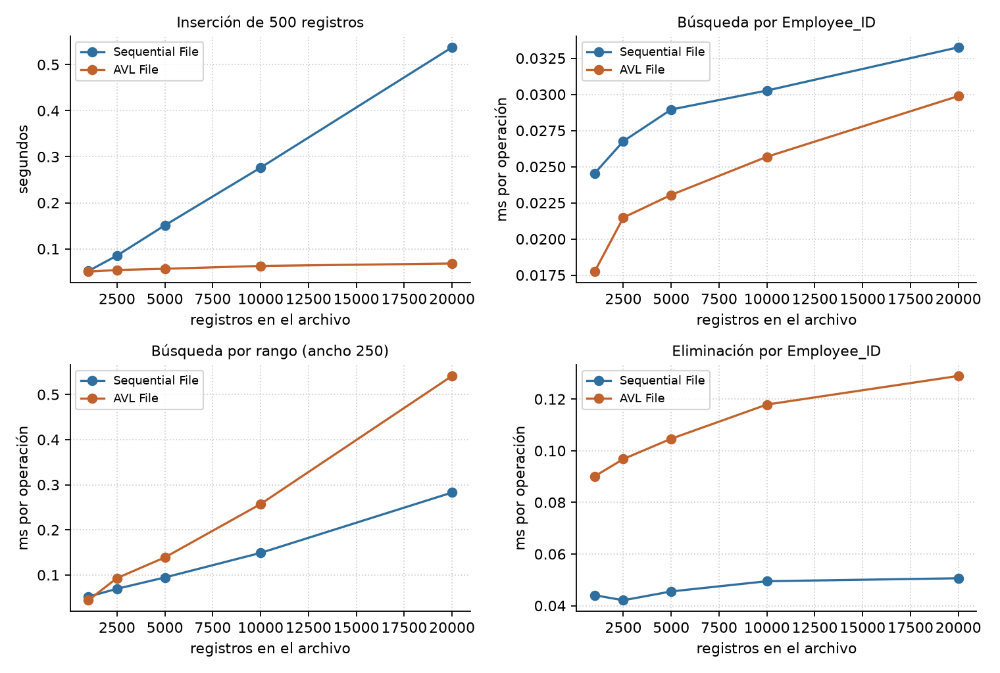 Inserción de 500 registros
Sequential File
AVL File
0.5
0.4
0.3
0.2
0.1
segundos
2500 5000 7500 10000 12500 15000 17500 20000
registros en el archivo
Búsqueda por Employee_ID
Sequential File
AVL File
0.0325
0.0300
0.0275
0.0250
0.0225
0.0200
0.0175
ms por operación
2500 5000 7500 10000 12500 15000 17500 20000
registros en el archivo
Búsqueda por rango (ancho 250)
Sequential File
AVL File
0.5
0.4
0.3
0.2
0.1
ms por operación
2500 5000 7500 10000 12500 15000 17500 20000
registros en el archivo
Eliminación por Employee_ID
Sequential File
AVL File
0.12
0.10
0.08
0.06
0.04
ms por operación
2500 5000 7500 10000 12500 15000 17500 20000
registros en el archivo